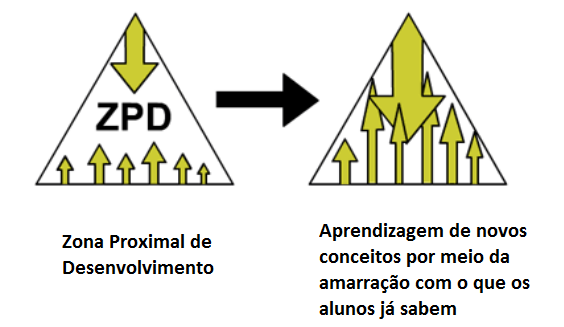 ZPD
Zona Proximal de
Desenvolvimento
Aprendizagem de novos
conceitos por meio da
amarração com o que os
alunos já sabem